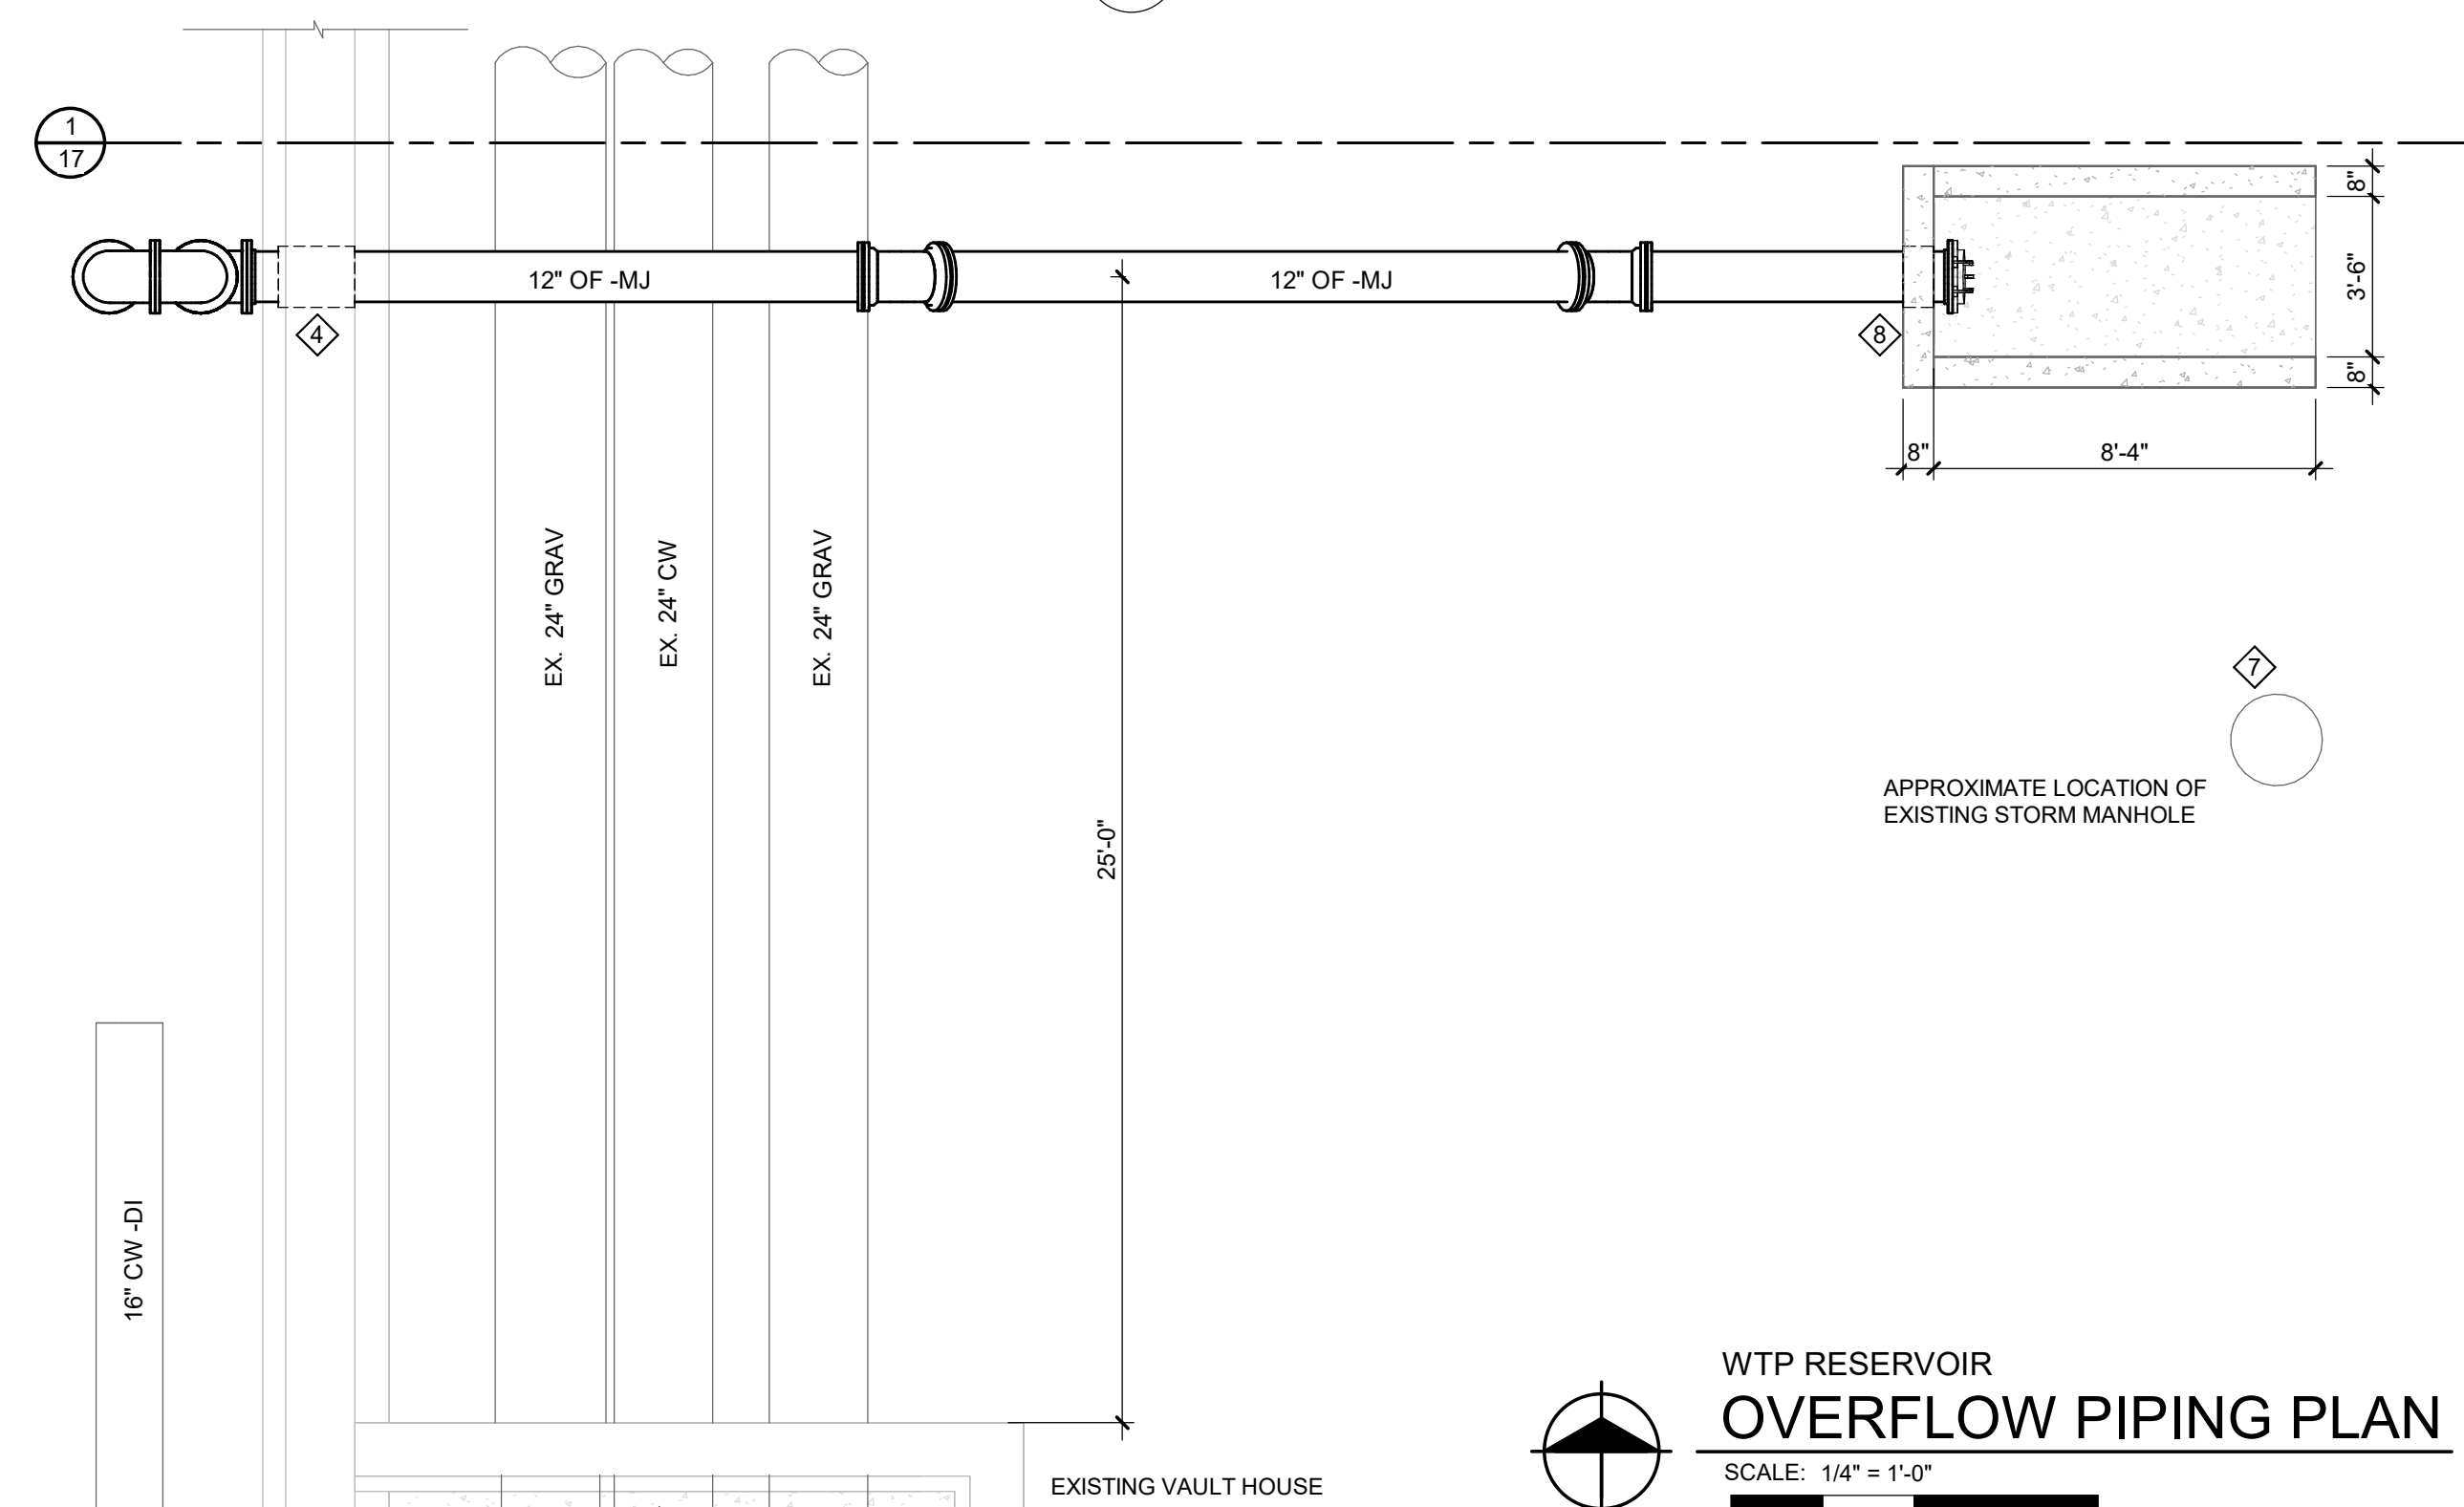 1
17
12" OF -MJ
12" OF -MJ
4
8
8"
3'-6"
8"
8"
8'-4"
EX. 24" GRAV
EX. 24" CW
EX. 24" GRAV
7
APPROXIMATE LOCATION OF
EXISTING STORM MANHOLE
25'-0"
16" CW -DI
WTP RESERVOIR
OVERFLOW PIPING PLAN
SCALE: 1/4" = 1'-0"
EXISTING VAULT HOUSE